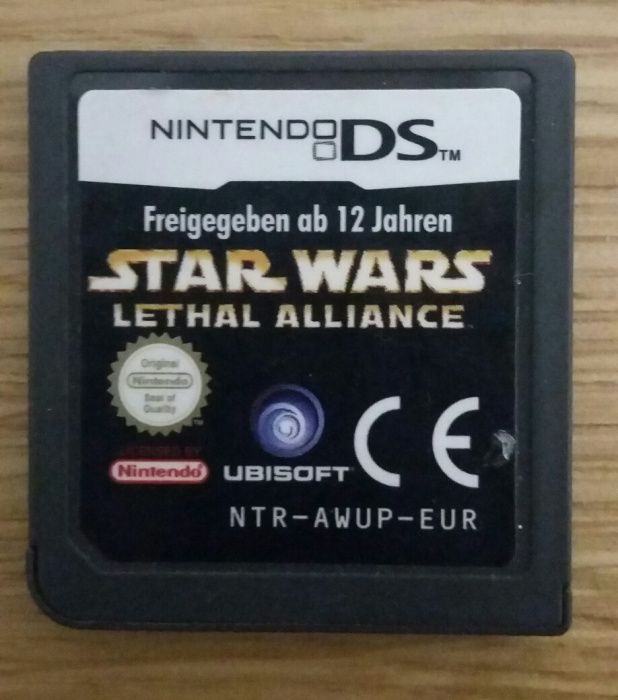 NINTENDO DS™
Freigegeben ab 12 Jahren
STAR WARS
LETHAL ALLIANCE
Original
Nintendo
Seal of
Quality
TM
LICENSED BY
Nintendo
UBISOFT
CE
NTR-AWUP-EUR